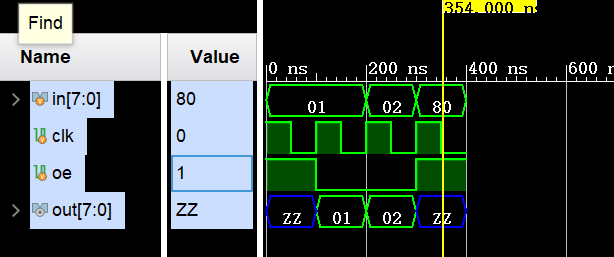 354.000 ns
Find
Name Value
0 ns 200 ns 400 ns 600 n
in[7:0] 80 01 02 80
clk 0
oe 1
out[7:0] ZZ ZZ 01 02 ZZ